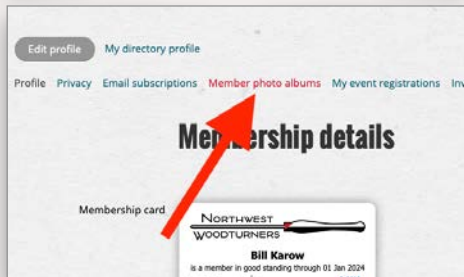 Edit profile My directory profile
Profile Privacy Email subscriptions Member photo albums My event registrations
Membership details
Membership card
NORTHWEST
WOODTURNERS
Bill Karow
is a member in good standing through 01 Jan 2024